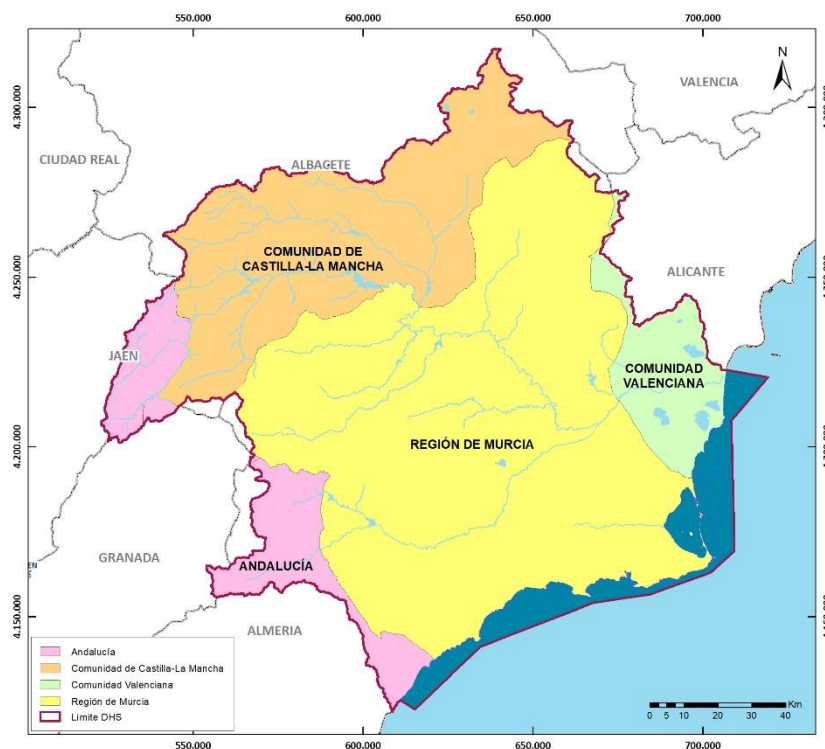 550.000
600.000
650.000
700.000
N
VALENCIA
4.300.000
CIUDAD REAL
ALBACETE
COMUNIDAD DE
CASTILLA-LA MANCHA
4.250.000
ALICANTE
JAEN
COMUNIDAD
VALENCIANA
REGIÓN DE MURCIA
4.200.000
GRANADA
ANDALUCÍA
EN
ALMERIA
4.150.000
Andalucía
Comunidad de Castilla-La Mancha
Comunidad Valenciana
Región de Murcia
Límite DHS
Km
0 5 10 20 30 40
550.000
600.000
650.000
700.000